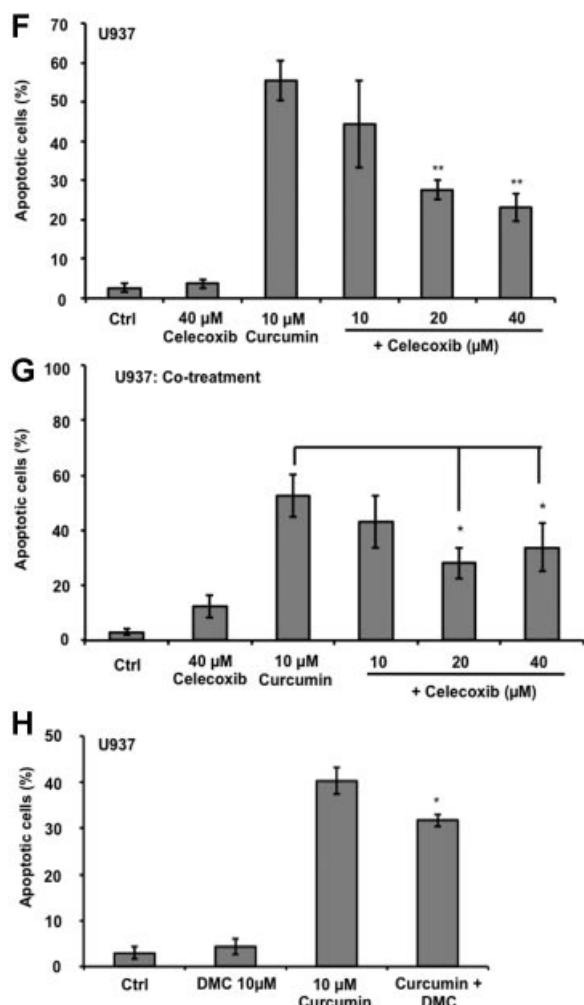 F
U937
Apoptotic cells (%)
70
60
50
40
30
20
10
0
**
**
Ctrl
40 µM
Celecoxib
10 µM
Curcumin
10
20
40
+ Celecoxib (µM)
G
U937: Co-treatment
Apoptotic cells (%)
100
80
60
40
20
0
*
*
Ctrl
40 µM
Celecoxib
10 µM
Curcumin
10
20
40
+ Celecoxib (µM)
H
U937
Apoptotic cells (%)
50
40
30
20
10
0
*
Ctrl
DMC 10µM
10 µM
Curcumin
Curcumin +
DMC